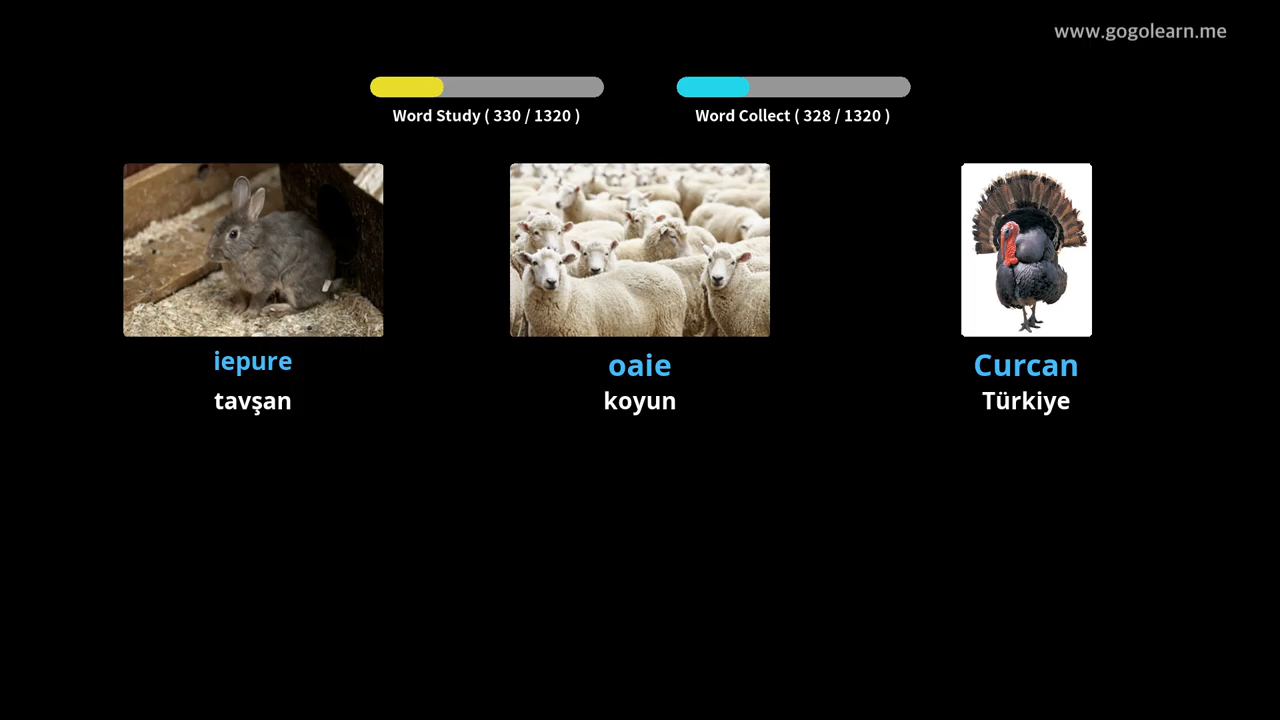 www.gogolearn.me
Word Study ( 330 / 1320 )
Word Collect ( 328 / 1320 )
iepure
oaie
Curcan
tavşan
koyun
Türkiye